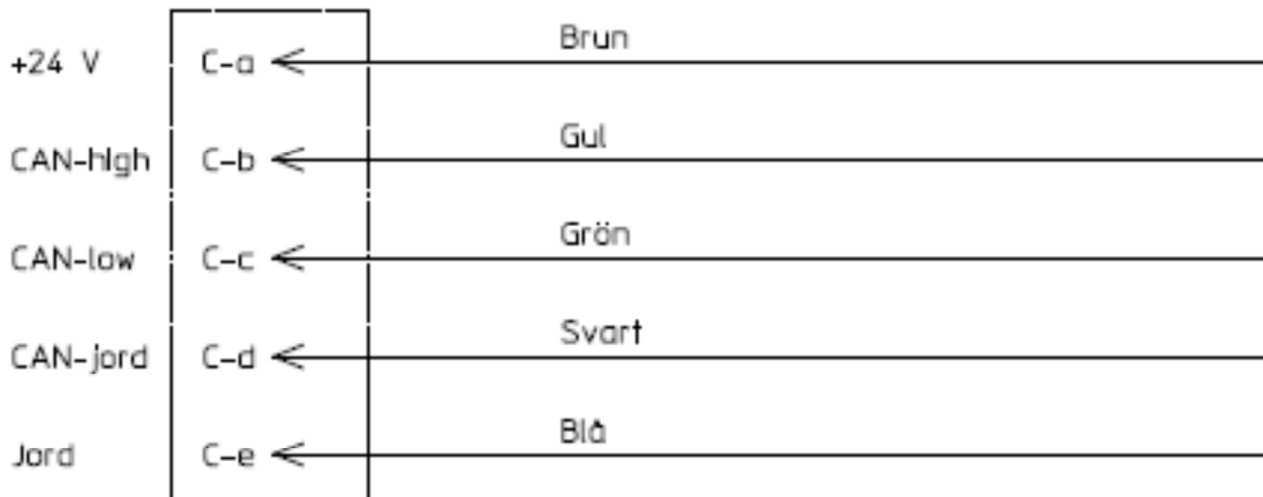 Brun
+24 V C-a
Gul
CAN-high C-b
Grön
CAN-low C-c
Svart
CAN-jord C-d
Blå
Jord C-e